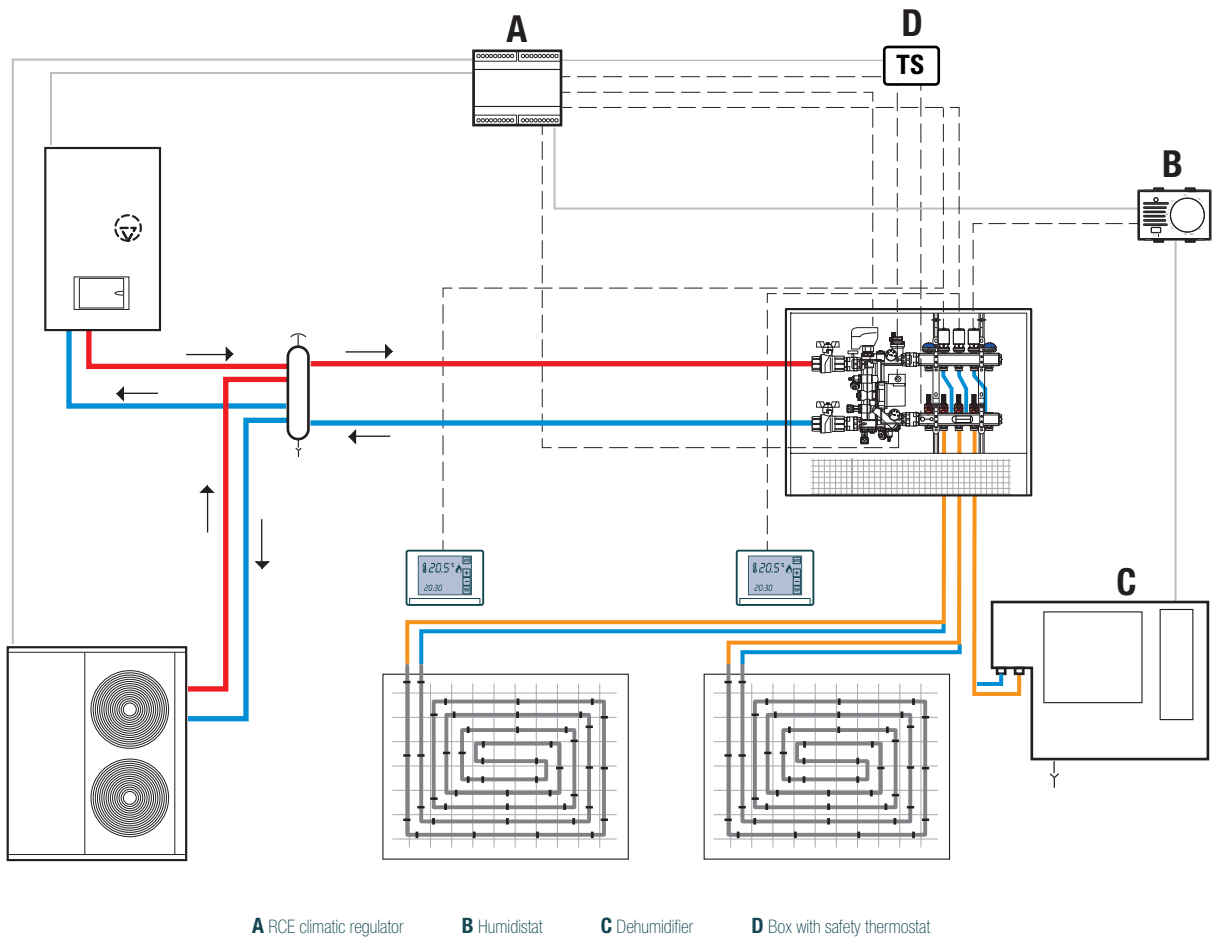 A
D
TS
B
20.5°c
20:30
20.5°c
20:30
C
A RCE climatic regulator B Humidistat C Dehumidifier D Box with safety thermostat